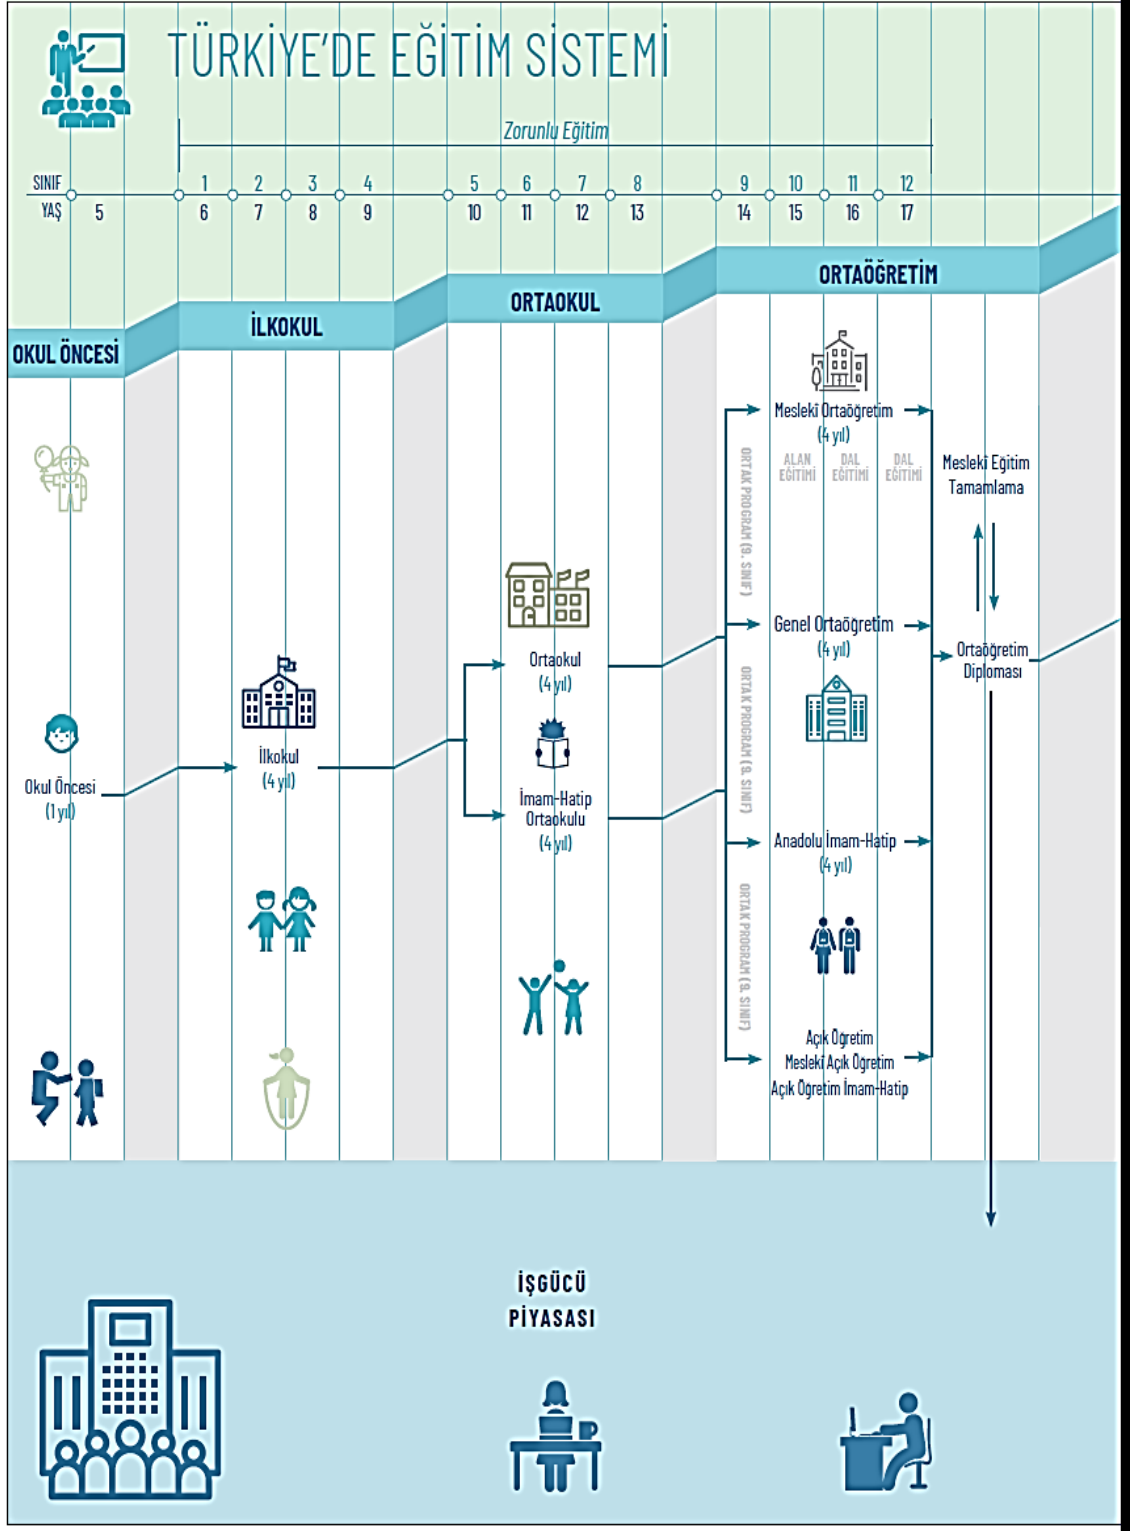 TÜRKİYE'DE EĞİTİM SİSTEMİ
Zorunlu Eğitim
SINIF 1 2 3 4 5 6 7 8 9 10 11 12
YAŞ 5 6 7 8 9 10 11 12 13 14 15 16 17
OKUL ÖNCESİ
İLKOKUL
ORTAOKUL
ORTAÖĞRETİM
Okul Öncesi
(1 yıl)
İlkokul
(4 yıl)
Ortaokul
(4 yıl)
İmam-Hatip
Ortaokulu
(4 yıl)
ORTAK PROGRAM (9. SINIF)
ORTAK PROGRAM (9. SINIF)
ORTAK PROGRAM (9. SINIF)
Meslekî Ortaöğretim
(4 yıl)
ALAN
EĞİTİMİ
DAL
EĞİTİMİ
DAL
EĞİTİMİ
Genel Ortaöğretim
(4 yıl)
Anadolu İmam-Hatip
(4 yıl)
Açık Öğretim
Meslekî Açık Öğretim
Açık Öğretim İmam-Hatip
Meslekî Eğitim
Tamamlama
Ortaöğretim
Diploması
İŞGÜCÜ
PİYASASI